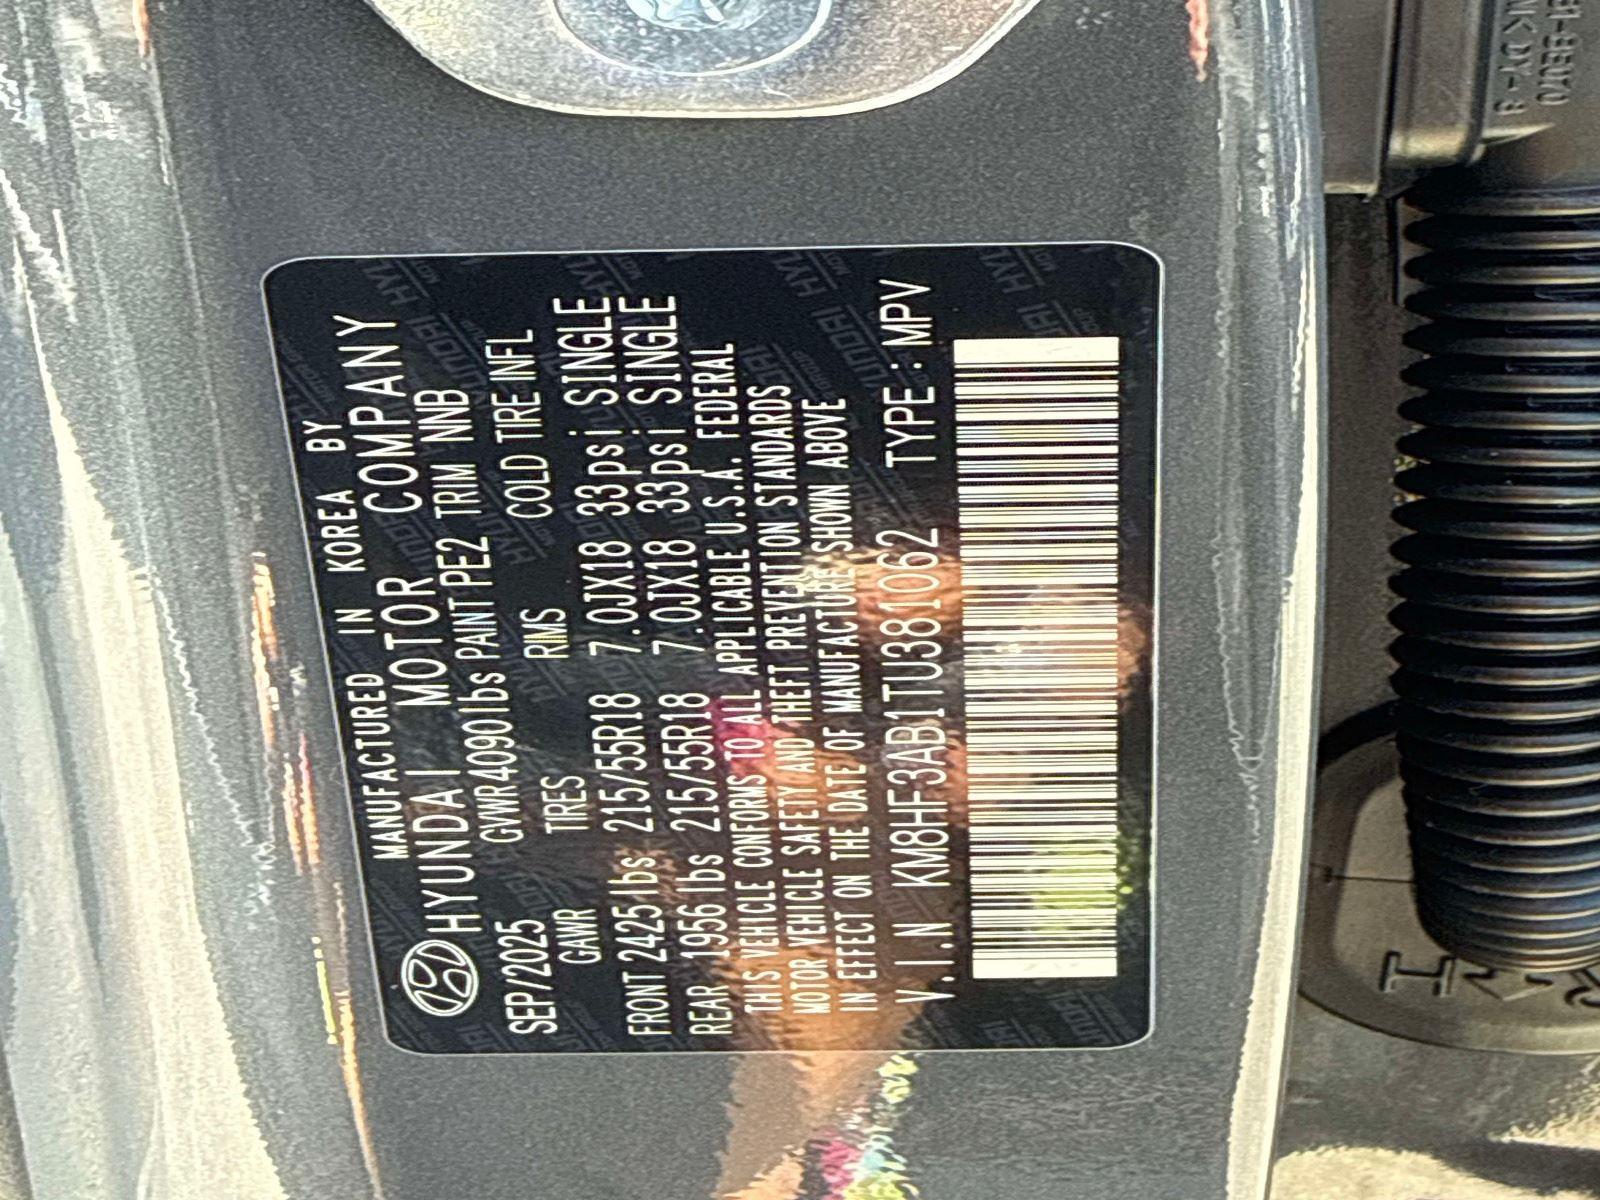 MANUFACTURED IN KOREA BY
HYUNDAI MOTOR COMPANY
SEP/2025 GVWR 4090lbs PAINT PE2 TRIM NNB
GAWR TIRES RIMS COLD TIRE INFL
FRONT 2425lbs 215/55R18 7.0JX18 33psi SINGLE
REAR 1956lbs 215/55R18 7.0JX18 33psi SINGLE
THIS VEHICLE CONFORMS TO ALL APPLICABLE U.S.A. FEDERAL
MOTOR VEHICLE SAFETY AND THEFT PREVENTION STANDARDS
IN EFFECT ON THE DATE OF MANUFACTURE SHOWN ABOVE
V.I.N KM8HF3AB1TU381062 TYPE : MPV